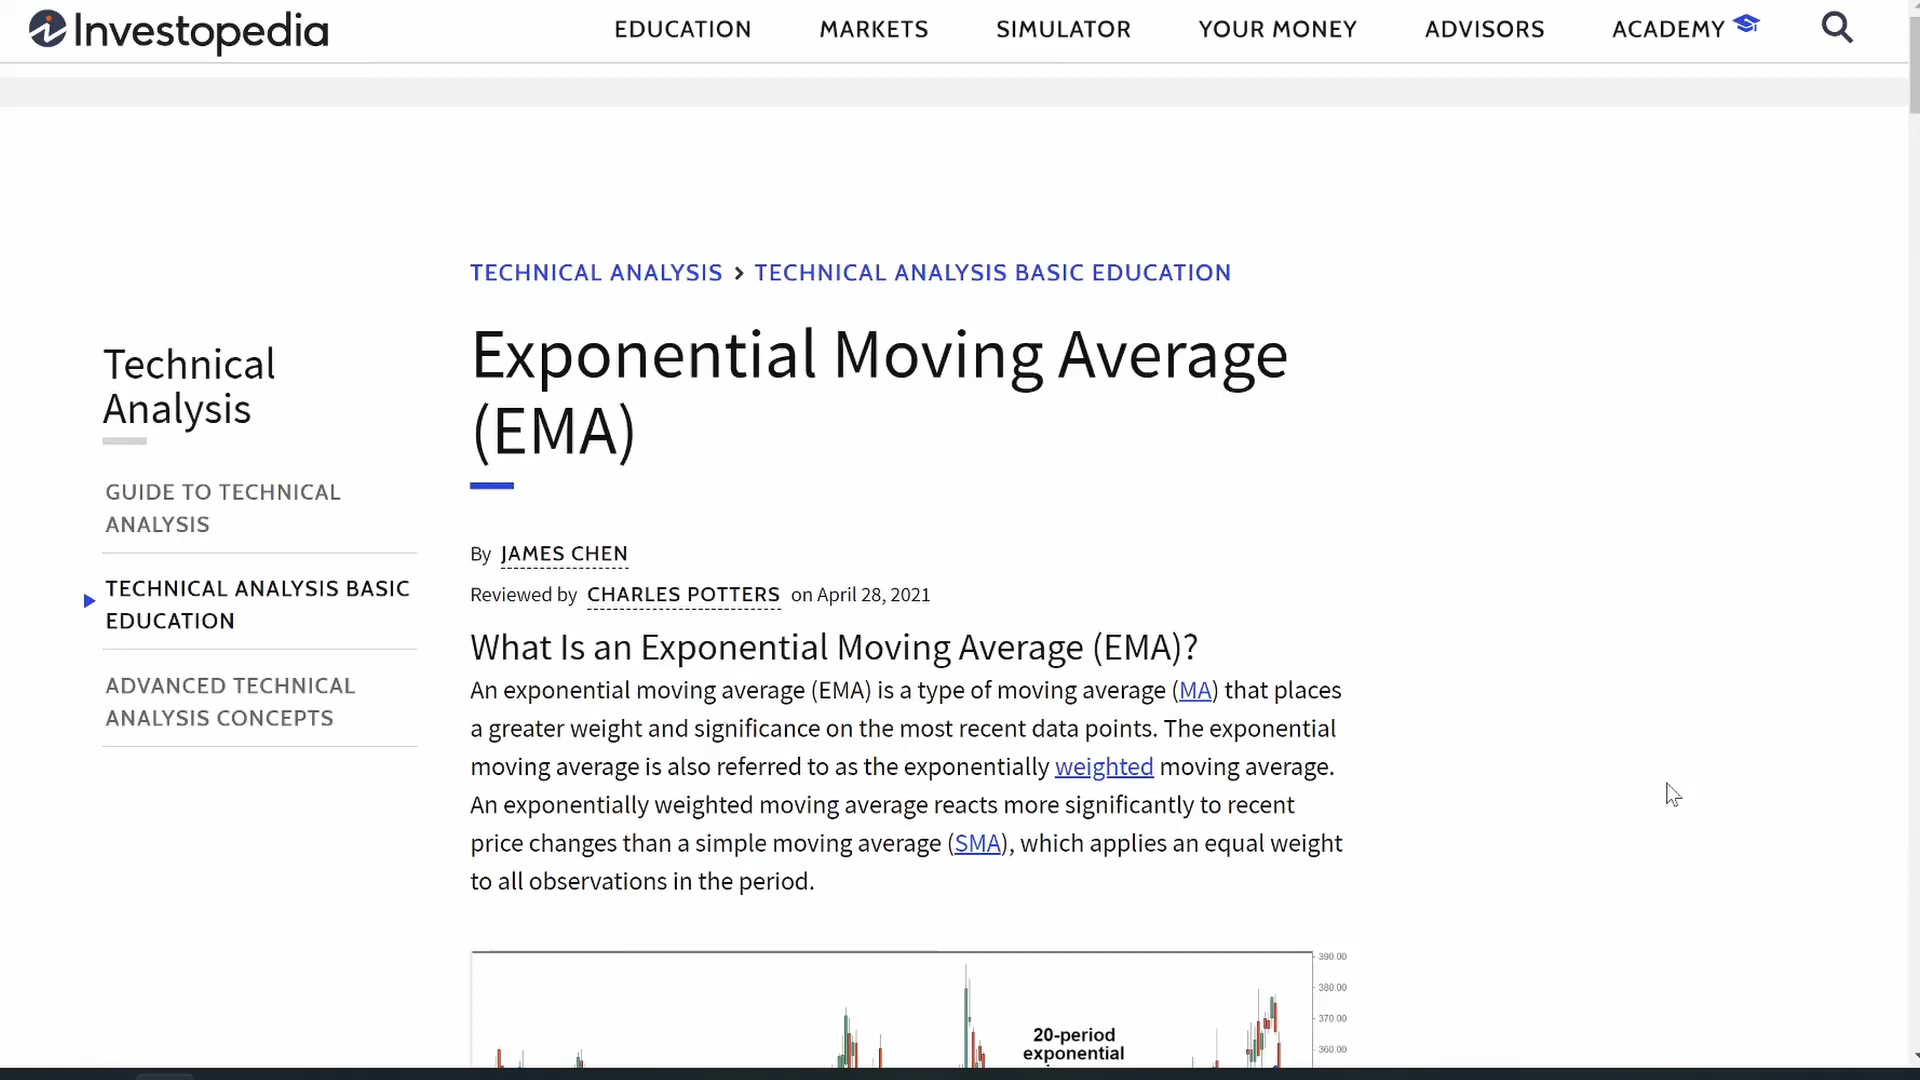 Investopedia
EDUCATION
MARKETS
SIMULATOR
YOUR MONEY
ADVISORS
ACADEMY
TECHNICAL ANALYSIS > TECHNICAL ANALYSIS BASIC EDUCATION
Technical
Analysis
GUIDE TO TECHNICAL
ANALYSIS
TECHNICAL ANALYSIS BASIC
EDUCATION
ADVANCED TECHNICAL
ANALYSIS CONCEPTS
Exponential Moving Average
(EMA)
By JAMES CHEN
Reviewed by CHARLES POTTERS on April 28, 2021
What Is an Exponential Moving Average (EMA)?
An exponential moving average (EMA) is a type of moving average (MA) that places
a greater weight and significance on the most recent data points. The exponential
moving average is also referred to as the exponentially weighted moving average.
An exponentially weighted moving average reacts more significantly to recent
price changes than a simple moving average (SMA), which applies an equal weight
to all observations in the period.
390.00
380.00
370.00
360.00
20-period
exponential